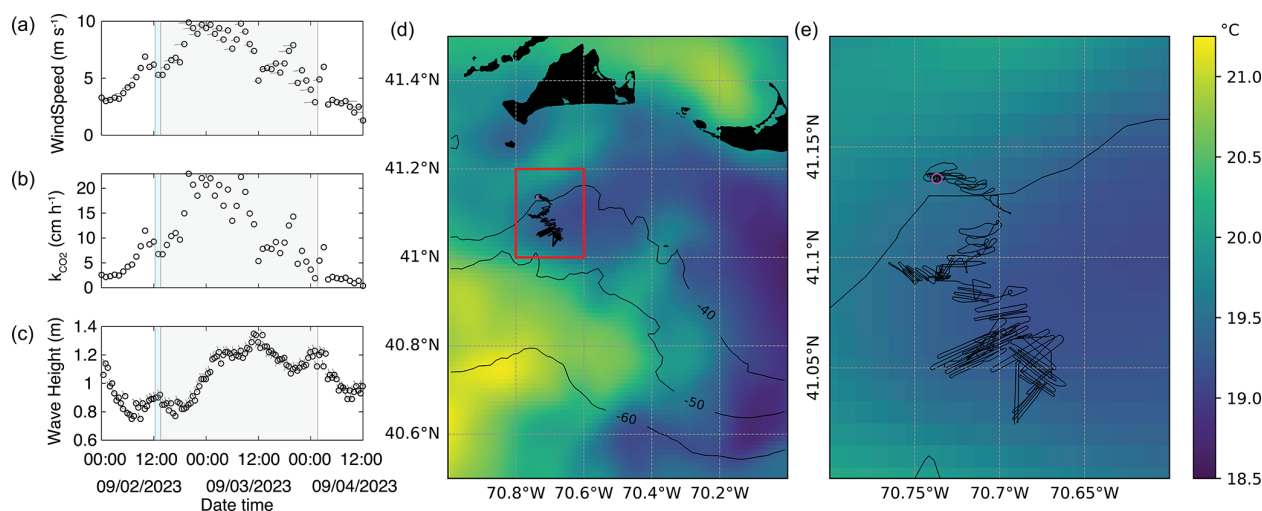 (a)
WindSpeed (m s⁻¹)
10
5
0
(b)
kCO2 (cm h⁻¹)
20
15
10
5
0
(c)
Wave Height (m)
1.4
1.2
1
0.8
0.6
00:00 12:00 00:00 12:00 00:00 12:00
09/02/2023 09/03/2023 09/04/2023
Date time
(d)
41.4°N
41.2°N
41°N
40.8°N
40.6°N
-40
-50
-60
70.8°W 70.6°W 70.4°W 70.2°W
(e)
41.15°N
41.1°N
41.05°N
70.75°W 70.7°W 70.65°W
°C
21.0
20.5
20.0
19.5
19.0
18.5